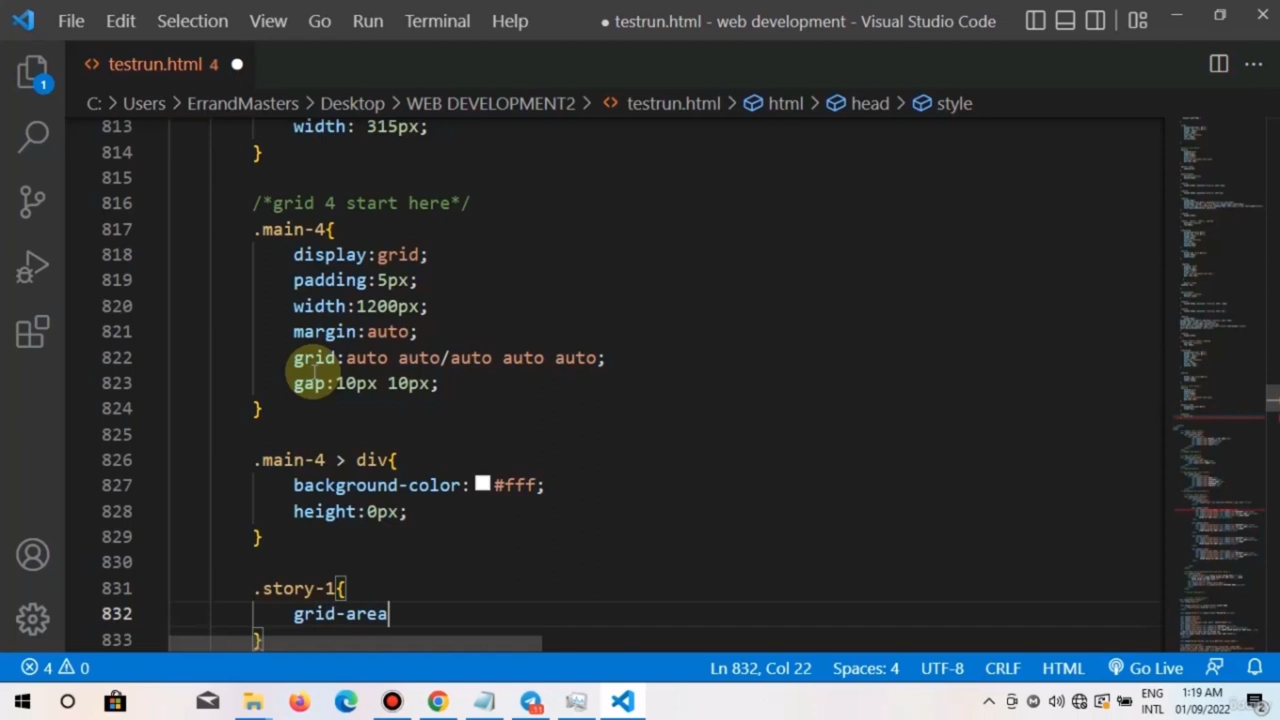 File Edit Selection View Go Run Terminal Help ● testrun.html - web development - Visual Studio Code
<> testrun.html 4 ●
C: > Users > ErrandMasters > Desktop > WEB DEVELOPMENT2 > <> testrun.html > html > head > style
1
813 width: 315px;
814 }
815
816 /*grid 4 start here*/
817 .main-4{
818 display:grid;
819 padding:5px;
820 width:1200px;
821 margin:auto;
822 grid:auto auto/auto auto auto;
823 gap:10px 10px;
824 }
825
826 .main-4 > div{
827 background-color: #fff;
828 height:0px;
829 }
830
831 .story-1{
832 grid-area
833 }
4 0 Ln 832, Col 22 Spaces: 4 UTF-8 CRLF HTML Go Live
11 ENG 1:19 AM
INTL 01/09/2022 2